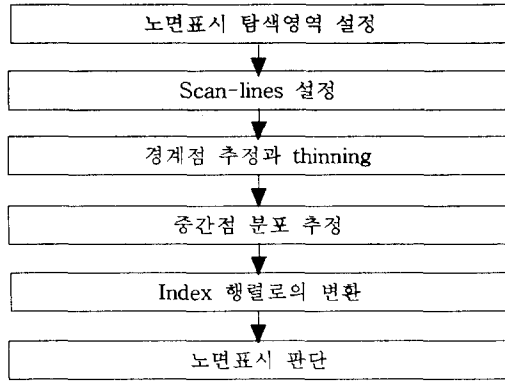 노면표시 탐색영역 설정
Scan-lines 설정
경계점 추정과 thinning
중간점 분포 추정
Index 행렬로의 변환
노면표시 판단